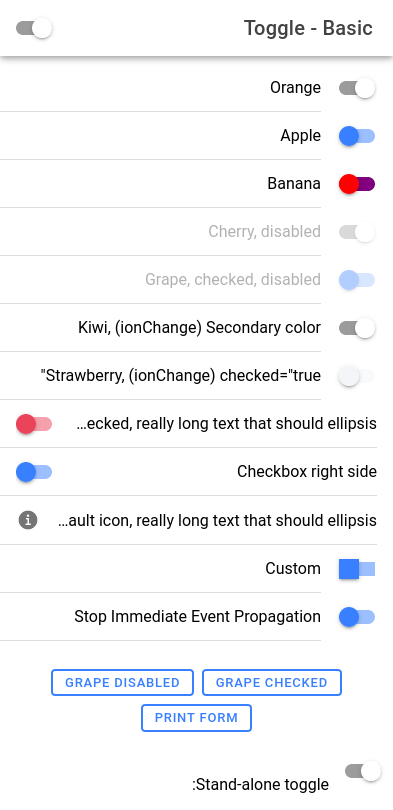 Toggle - Basic
Orange
Apple
Banana
Cherry, disabled
Grape, checked, disabled
Kiwi, (ionChange) Secondary color
"Strawberry, (ionChange) checked="true
...ecked, really long text that should ellipsis
Checkbox right side
...ault icon, really long text that should ellipsis
Custom
Stop Immediate Event Propagation
GRAPE DISABLED GRAPE CHECKED
PRINT FORM
:Stand-alone toggle